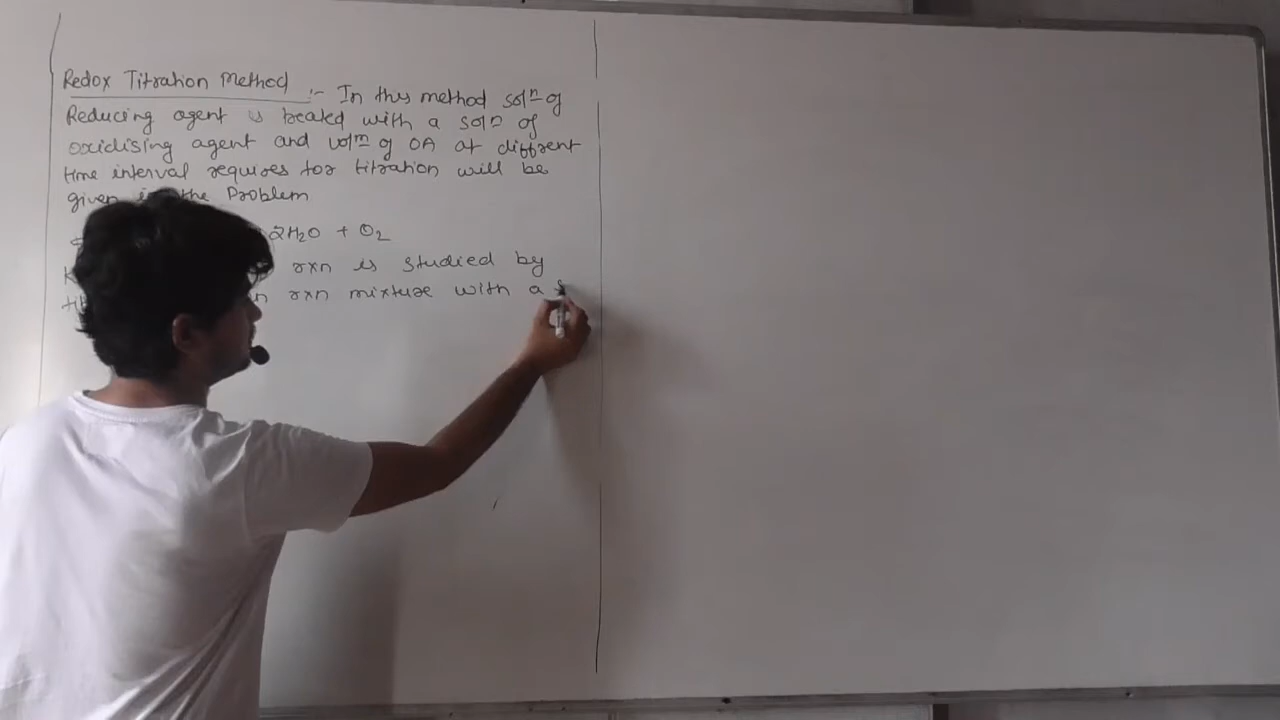 Redox Titration Method :- In this method solⁿ of
Reducing agent is treated with a solⁿ of
oxidising agent and volᵐ of OA at diffrent
time interval requires for titration will be
given the Problem
2H₂O + O₂
rxn is studied by
rxn mixture with a